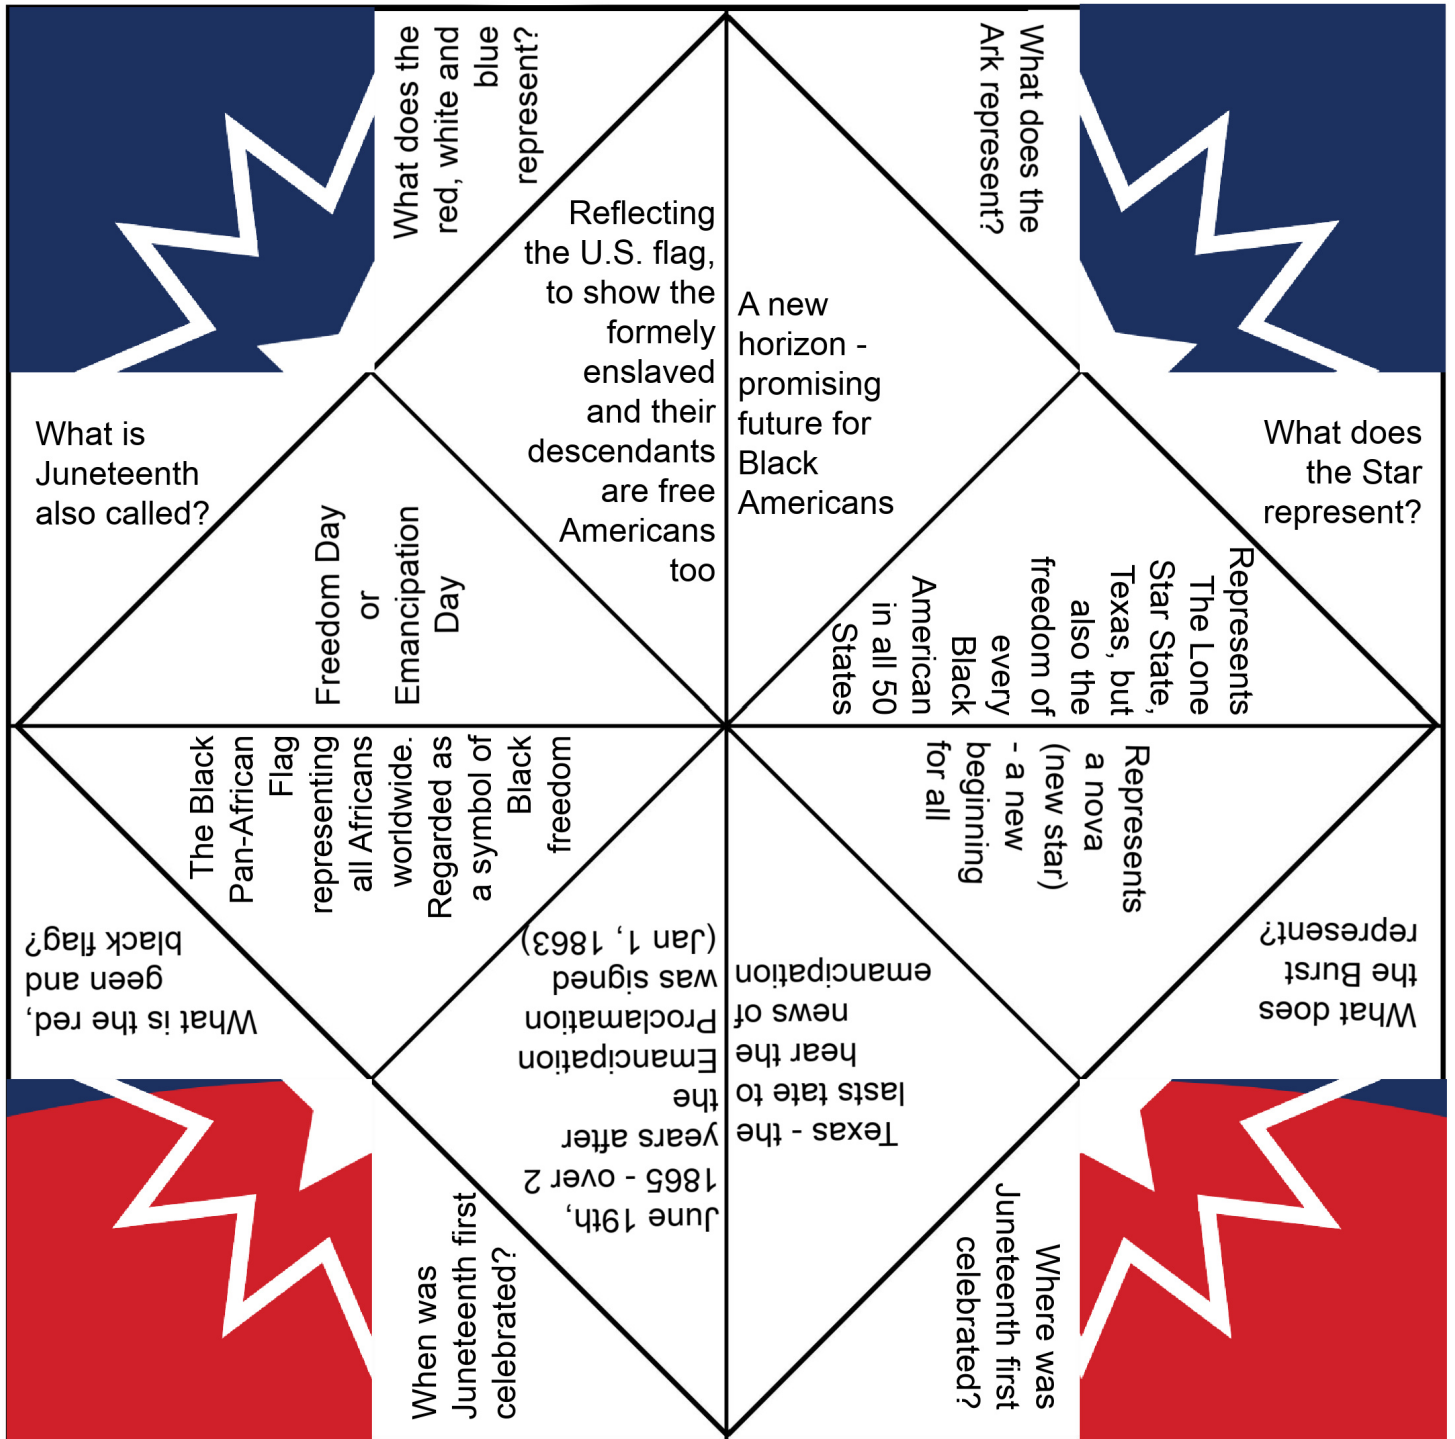 What does the
red, white and
blue
represent?
What does the
Ark represent?
Reflecting
the U.S. flag,
to show the
formely
enslaved
and their
descendants
are free
Americans
too
A new
horizon -
promising
future for
Black
Americans
What is
Juneteenth
also called?
What does
the Star
represent?
Freedom Day
or
Emancipation
Day
Represents
The Lone
Star State,
Texas, but
also the
freedom of
every
Black
American
in all 50
States
The Black
Pan-African
Flag
representing
all Africans
worldwide.
Regarded as
a symbol of
Black
freedom
Represents
a nova
(new star)
- a new
beginning
for all
What is the red,
geen and
black flag?
What does
the Burst
represent?
June 19th,
1865 - over 2
years after
the
Emancipation
Proclamation
was signed
(Jan 1, 1863)
Texas - the
lasts tate to
hear the
news of
emancipation
When was
Juneteenth first
celebrated?
Where was
Juneteenth first
celebrated?